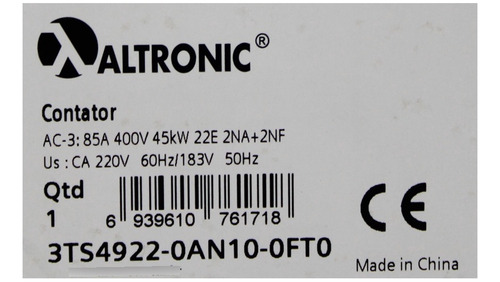 ALTRONIC®
Contator
AC-3: 85A 400V 45kW 22E 2NA+2NF
Us : CA 220V 60Hz/183V 50Hz
Qtd
1
6 939610 761718
3TS4922-0AN10-0FT0
CE
Made in China